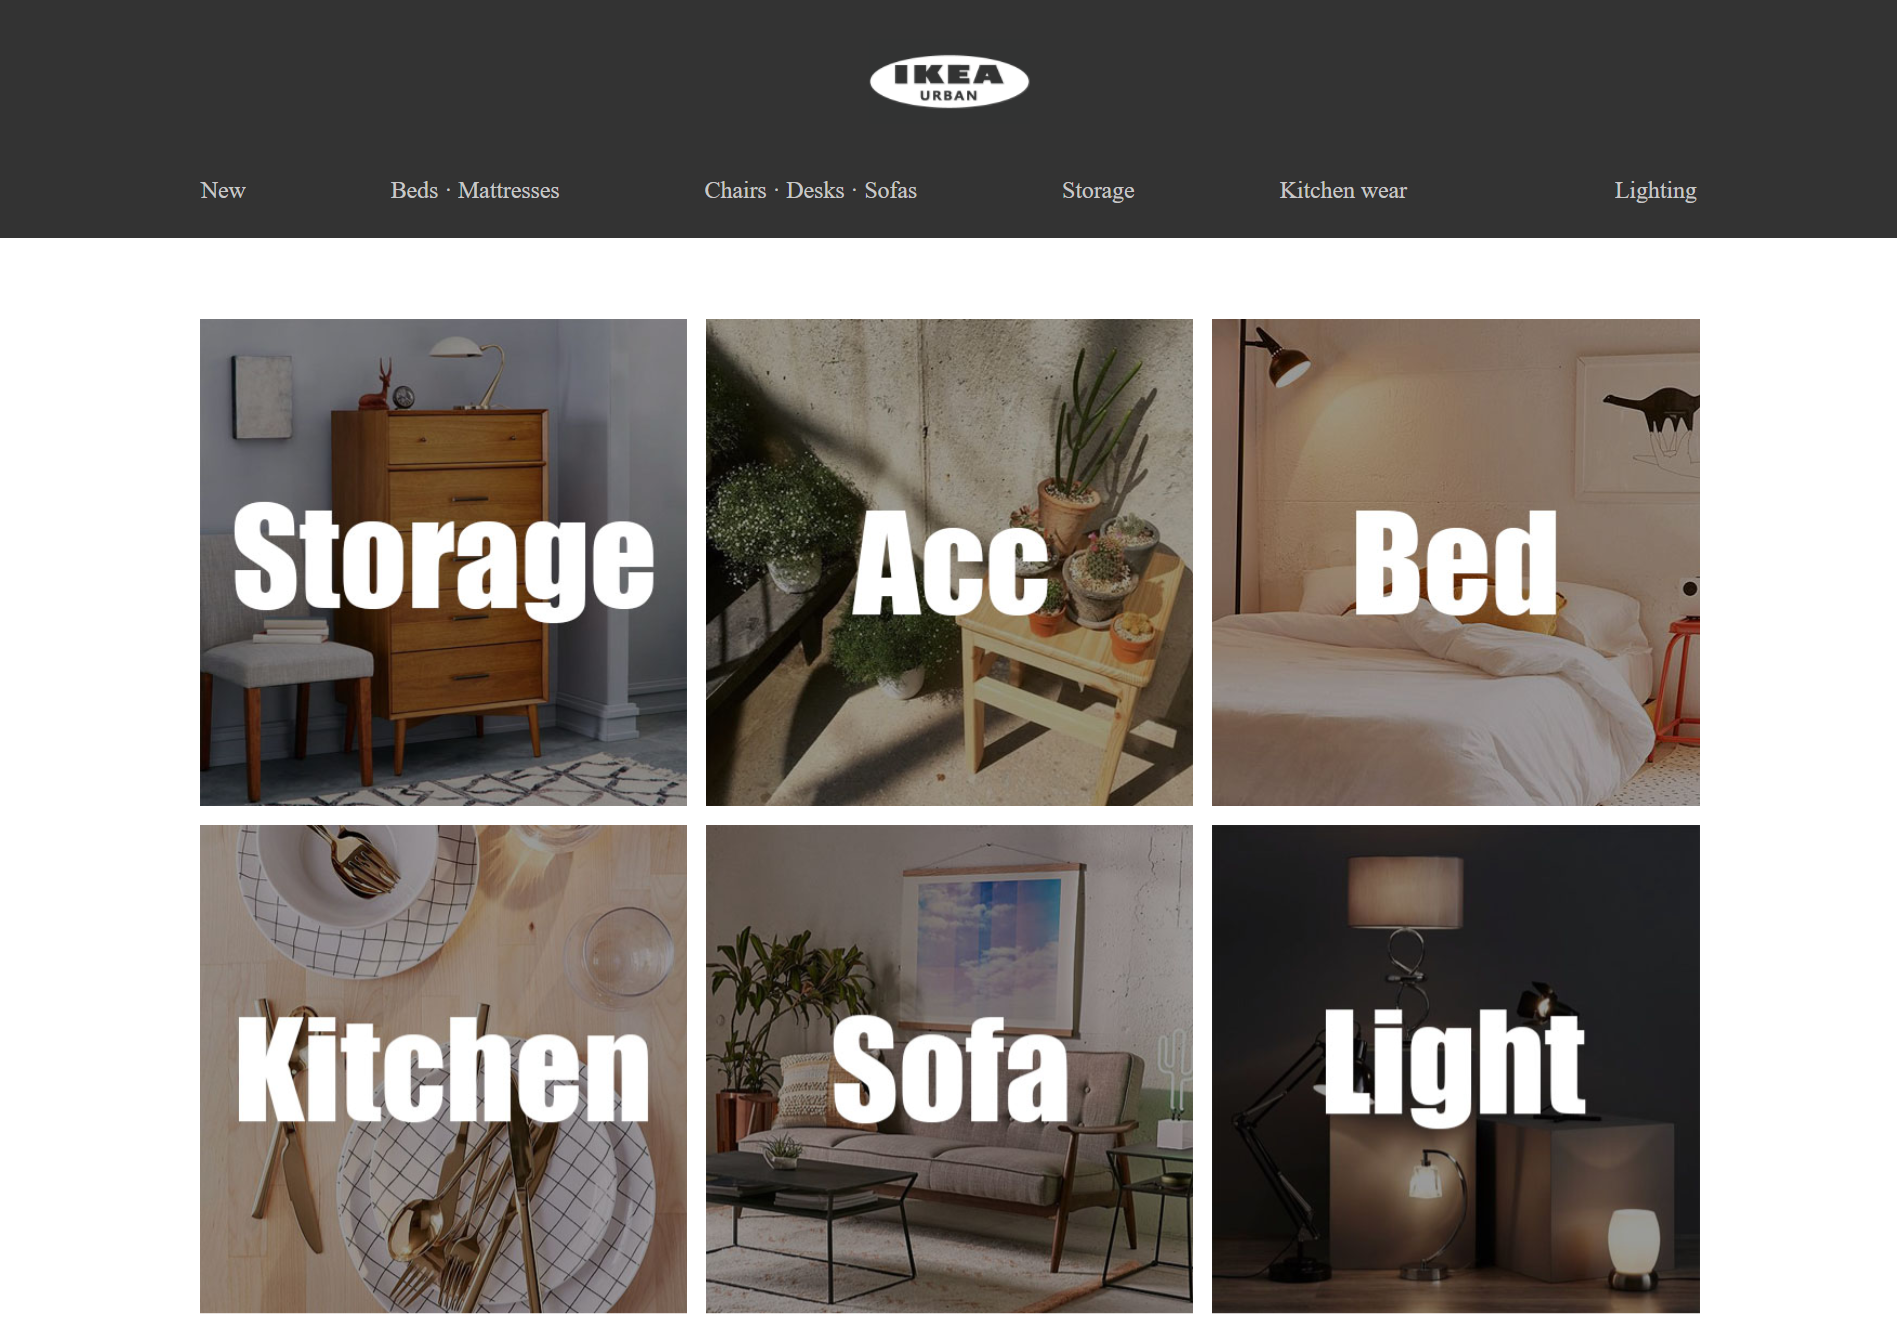 IKEA
URBAN
New
Beds · Mattresses
Chairs · Desks · Sofas
Storage
Kitchen wear
Lighting
Storage
Acc
Bed
Kitchen
Sofa
Light